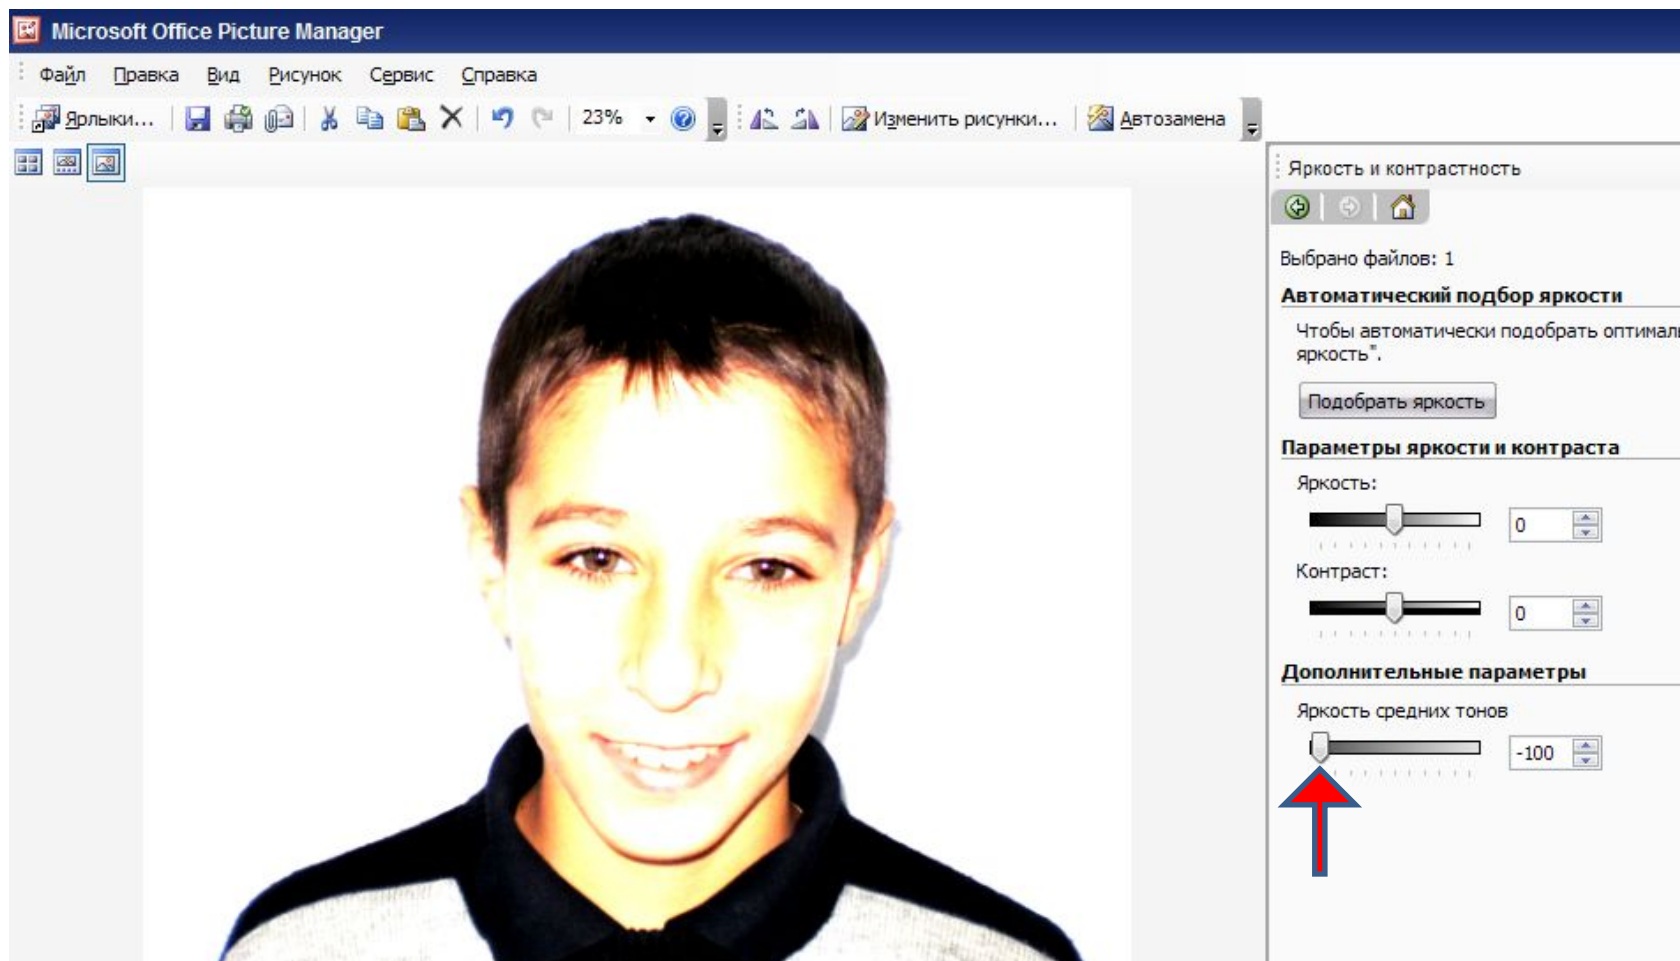 Microsoft Office Picture Manager
Файл Правка Вид Рисунок Сервис Справка
Ярлыки... 23% Изменить рисунки... Автозамена
Яркость и контрастность
Выбрано файлов: 1
Автоматический подбор яркости
Чтобы автоматически подобрать оптимал
яркость".
Подобрать яркость
Параметры яркости и контраста
Яркость:
0
Контраст:
0
Дополнительные параметры
Яркость средних тонов
-100